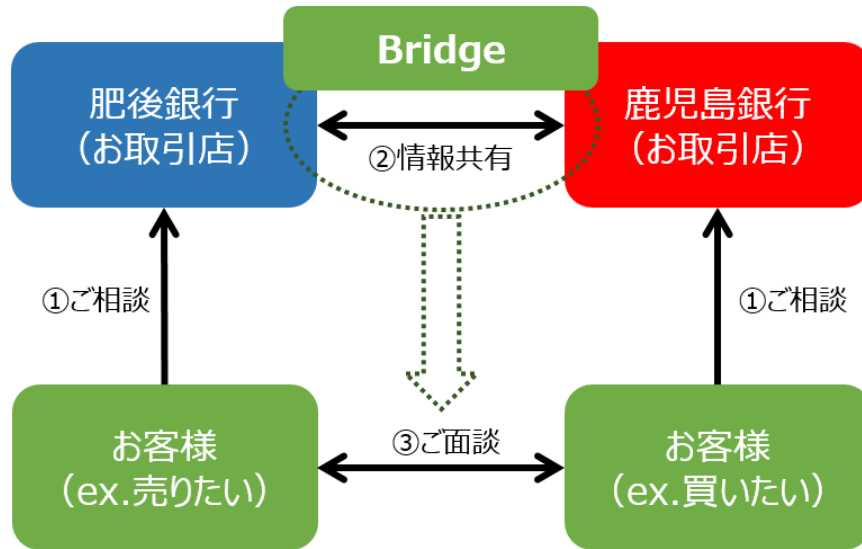 Bridge
肥後銀行
（お取引店）
鹿児島銀行
（お取引店）
②情報共有
①ご相談
①ご相談
お客様
（ex.売りたい）
③ご面談
お客様
（ex.買いたい）